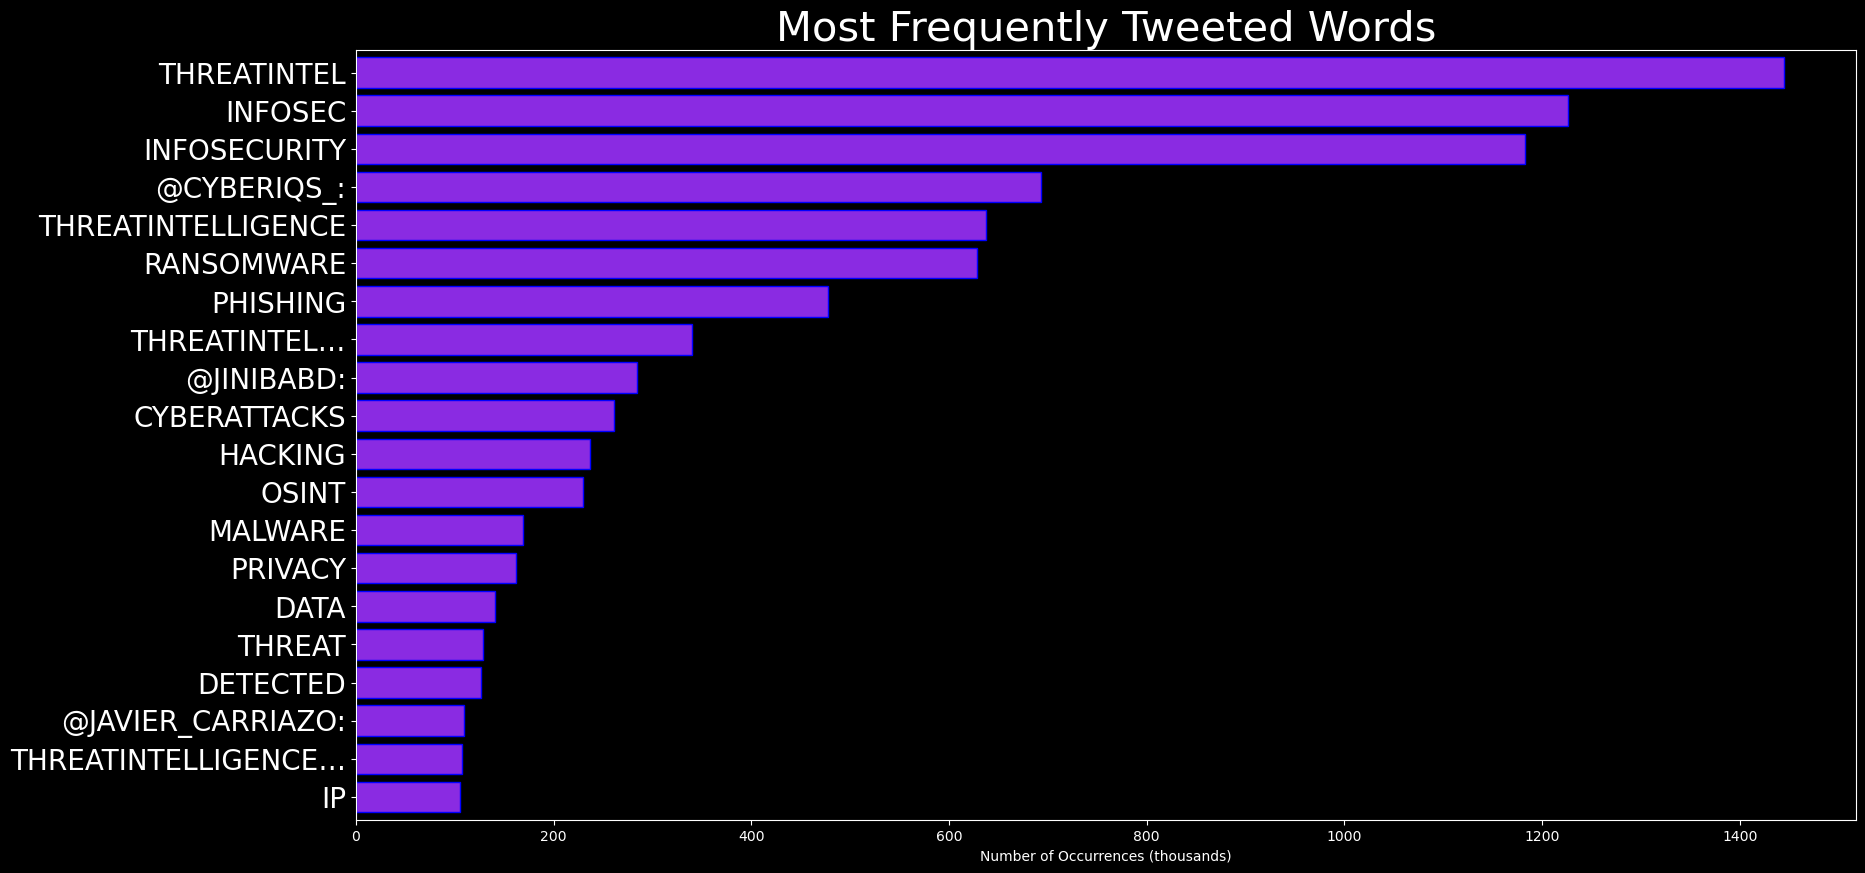 Most Frequently Tweeted Words
THREATINTEL
INFOSEC
INFOSECURITY
@CYBERIQS_:
THREATINTELLIGENCE
RANSOMWARE
PHISHING
THREATINTEL…
@JINIBABD:
CYBERATTACKS
HACKING
OSINT
MALWARE
PRIVACY
DATA
THREAT
DETECTED
@JAVIER_CARRIAZO:
THREATINTELLIGENCE…
IP
0 200 400 600 800 1000 1200 1400
Number of Occurrences (thousands)